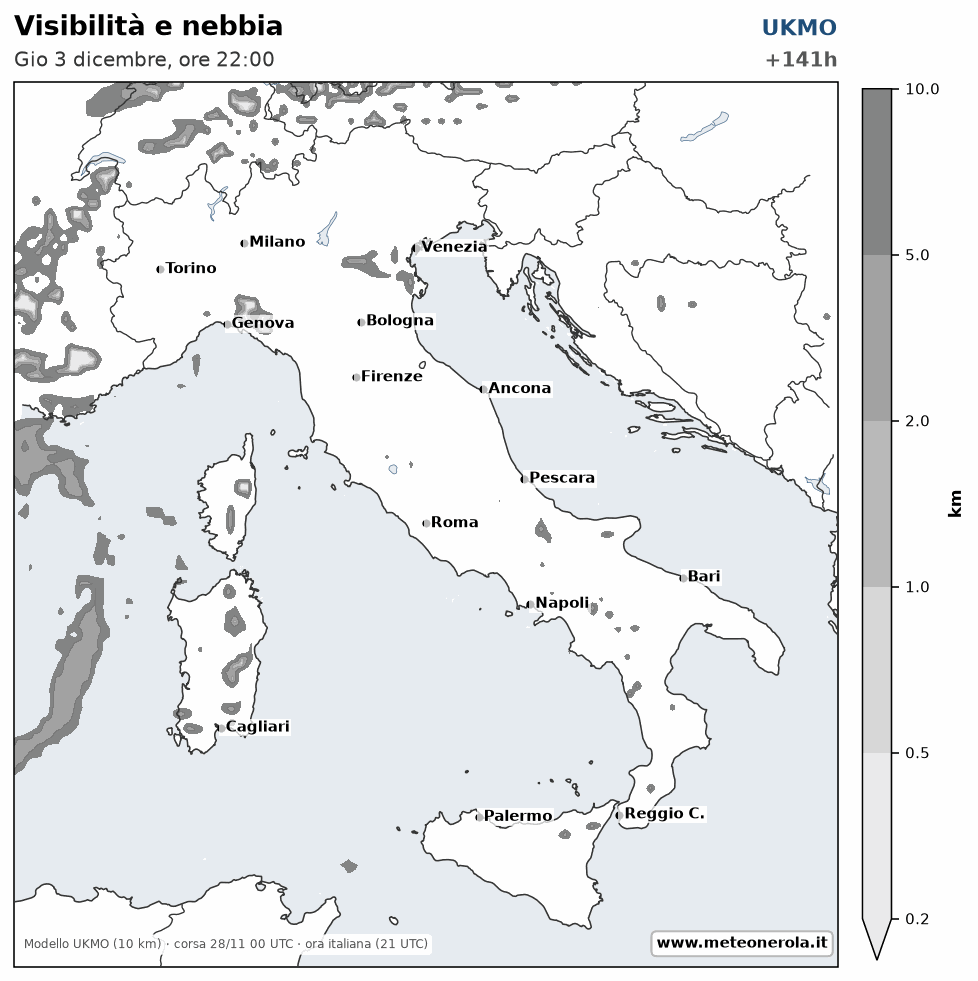 Visibilità e nebbia
UKMO
Gio 3 dicembre, ore 22:00
+141h
10.0
5.0
2.0
1.0
0.5
0.2
km
Milano
Venezia
Torino
Genova
Bologna
Firenze
Ancona
Pescara
Roma
Bari
Napoli
Cagliari
Palermo
Reggio C.
Modello UKMO (10 km) · corsa 28/11 00 UTC · ora italiana (21 UTC)
www.meteonerola.it